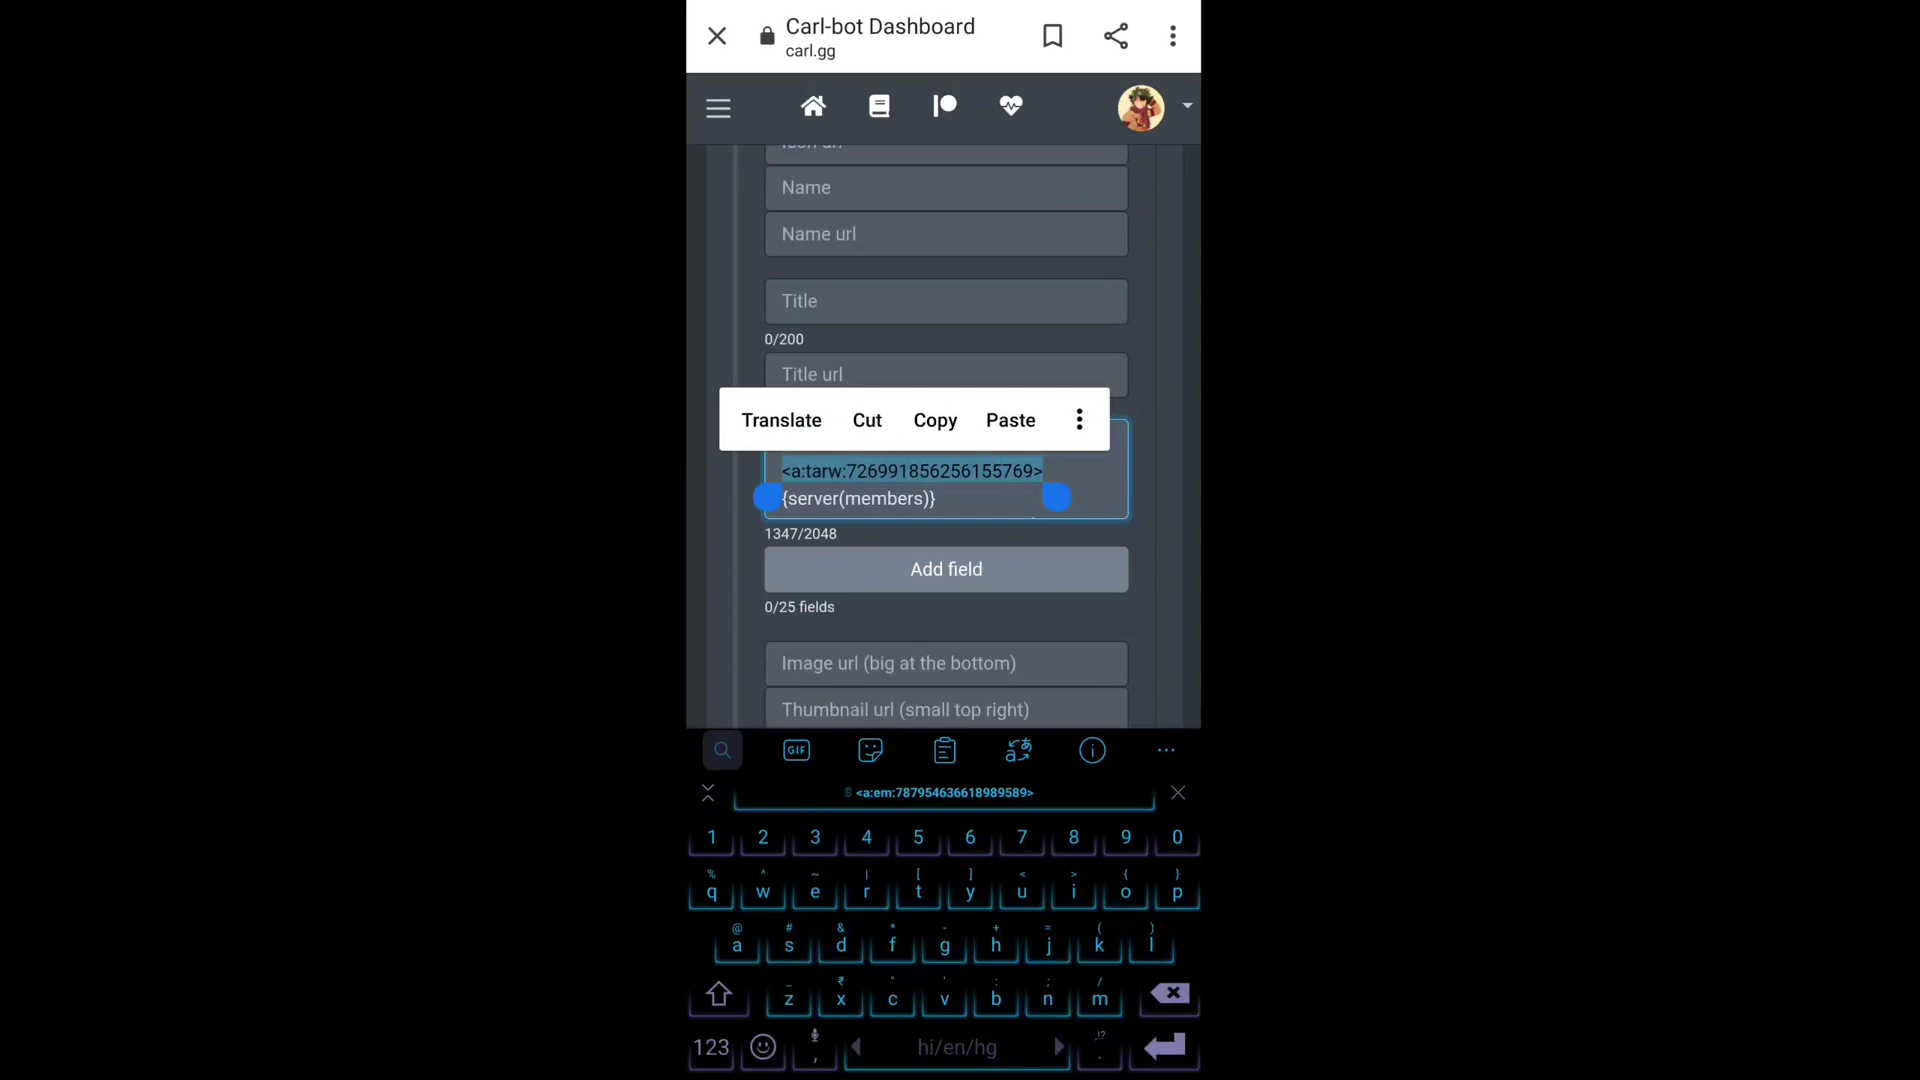 Carl-bot Dashboard
carl.gg
Icon url
Name
Name url
Title
0/200
Title url
Translate Cut Copy Paste
<a:tarw:726991856256155769>
{server(members)}
1347/2048
Add field
0/25 fields
Image url (big at the bottom)
Thumbnail url (small top right)
GIF
<a:em:787954636618989589>
1 2 3 4 5 6 7 8 9 0
% ^ ~ | [ ] < > { }
q w e r t y u i o p
@ # & * - + = ( )
a s d f g h j k l
_ ₹ " ' : ; /
z x c v b n m
123 , hi/en/hg ,!? .